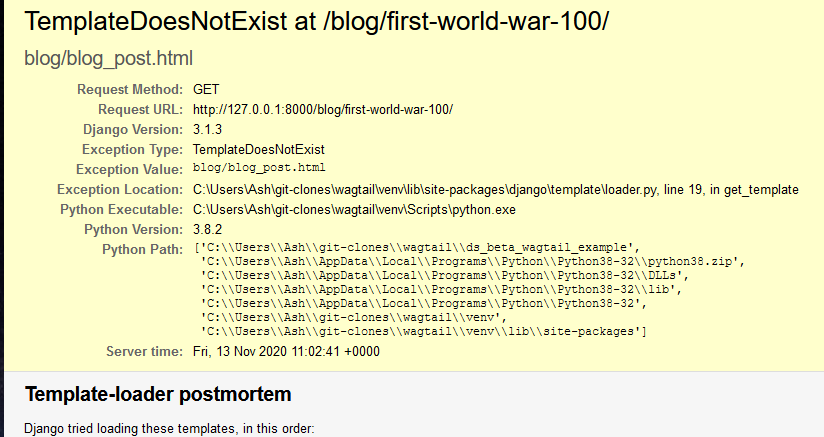 TemplateDoesNotExist at /blog/first-world-war-100/
blog/blog_post.html
Request Method: GET
Request URL: http://127.0.0.1:8000/blog/first-world-war-100/
Django Version: 3.1.3
Exception Type: TemplateDoesNotExist
Exception Value: blog/blog_post.html
Exception Location: C:\Users\Ash\git-clones\wagtail\venv\lib\site-packages\django\template\loader.py, line 19, in get_template
Python Executable: C:\Users\Ash\git-clones\wagtail\venv\Scripts\python.exe
Python Version: 3.8.2
Python Path: ['C:\\Users\\Ash\\git-clones\\wagtail\\ds_beta_wagtail_example',
'C:\\Users\\Ash\\AppData\\Local\\Programs\\Python\\Python38-32\\python38.zip',
'C:\\Users\\Ash\\AppData\\Local\\Programs\\Python\\Python38-32\\DLLs',
'C:\\Users\\Ash\\AppData\\Local\\Programs\\Python\\Python38-32\\lib',
'C:\\Users\\Ash\\AppData\\Local\\Programs\\Python\\Python38-32',
'C:\\Users\\Ash\\git-clones\\wagtail\\venv',
'C:\\Users\\Ash\\git-clones\\wagtail\\venv\\lib\\site-packages']
Server time: Fri, 13 Nov 2020 11:02:41 +0000
Template-loader postmortem
Django tried loading these templates, in this order: